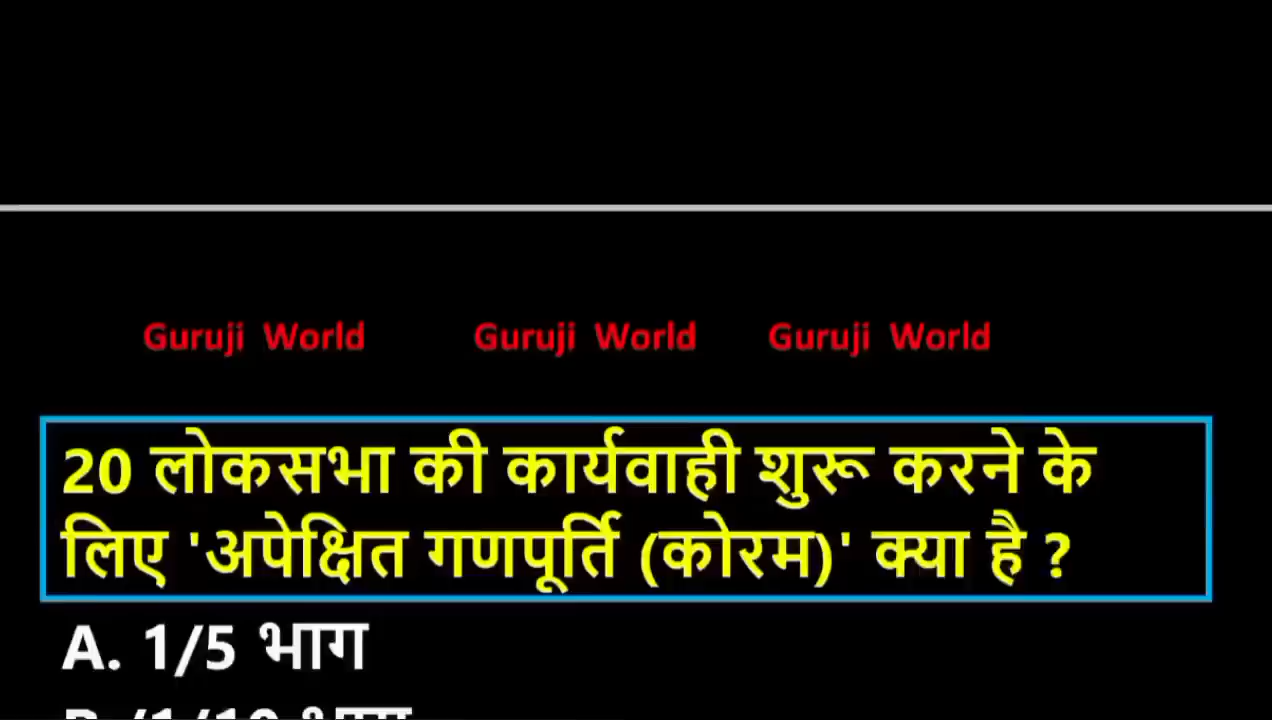 Guruji World Guruji World Guruji World
20 लोकसभा की कार्यवाही शुरू करने के
लिए 'अपेक्षित गणपूर्ति (कोरम)' क्या है ?
A. 1/5 भाग